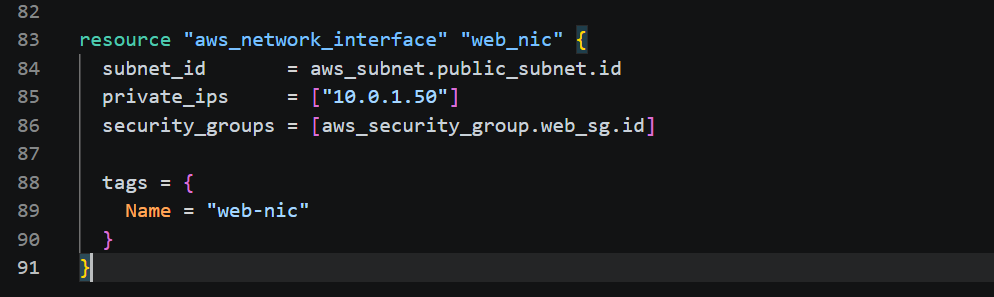 82
83 resource "aws_network_interface" "web_nic" {
84   subnet_id       = aws_subnet.public_subnet.id
85   private_ips     = ["10.0.1.50"]
86   security_groups = [aws_security_group.web_sg.id]
87
88   tags = {
89     Name = "web-nic"
90   }
91 }